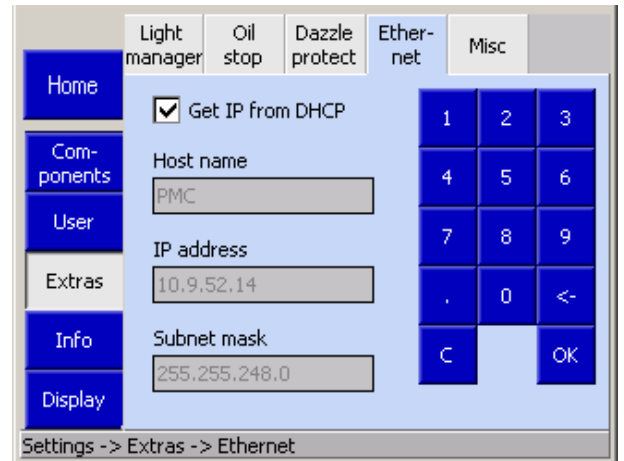 Light manager
Oil stop
Dazzle protect
Ether-
net
Misc
Home
Com-
ponents
User
Extras
Info
Display
Get IP from DHCP
Host name
PMC
IP address
10.9.52.14
Subnet mask
255.255.248.0
1 2 3
4 5 6
7 8 9
. 0 <-
C OK
Settings -> Extras -> Ethernet